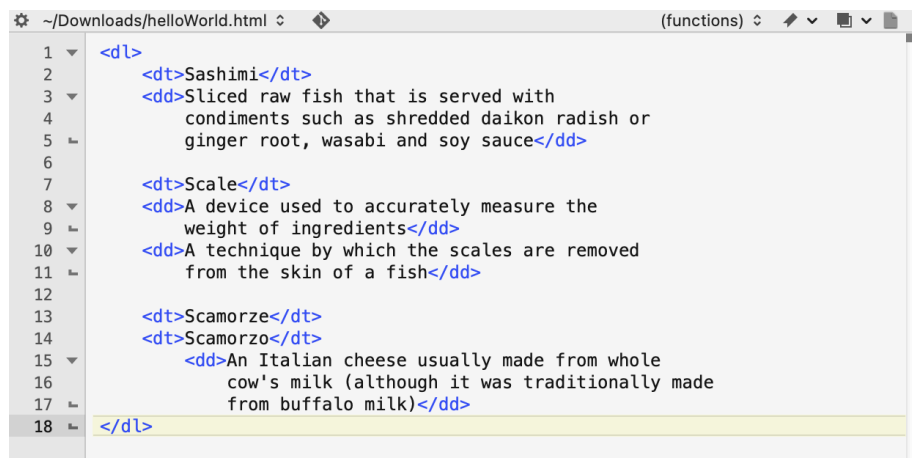 ~/Downloads/helloWorld.html (functions)
1 <dl>
2 <dt>Sashimi</dt>
3 <dd>Sliced raw fish that is served with
4 condiments such as shredded daikon radish or
5 ginger root, wasabi and soy sauce</dd>
6
7 <dt>Scale</dt>
8 <dd>A device used to accurately measure the
9 weight of ingredients</dd>
10 <dd>A technique by which the scales are removed
11 from the skin of a fish</dd>
12
13 <dt>Scamorze</dt>
14 <dt>Scamorzo</dt>
15 <dd>An Italian cheese usually made from whole
16 cow's milk (although it was traditionally made
17 from buffalo milk)</dd>
18 </dl>